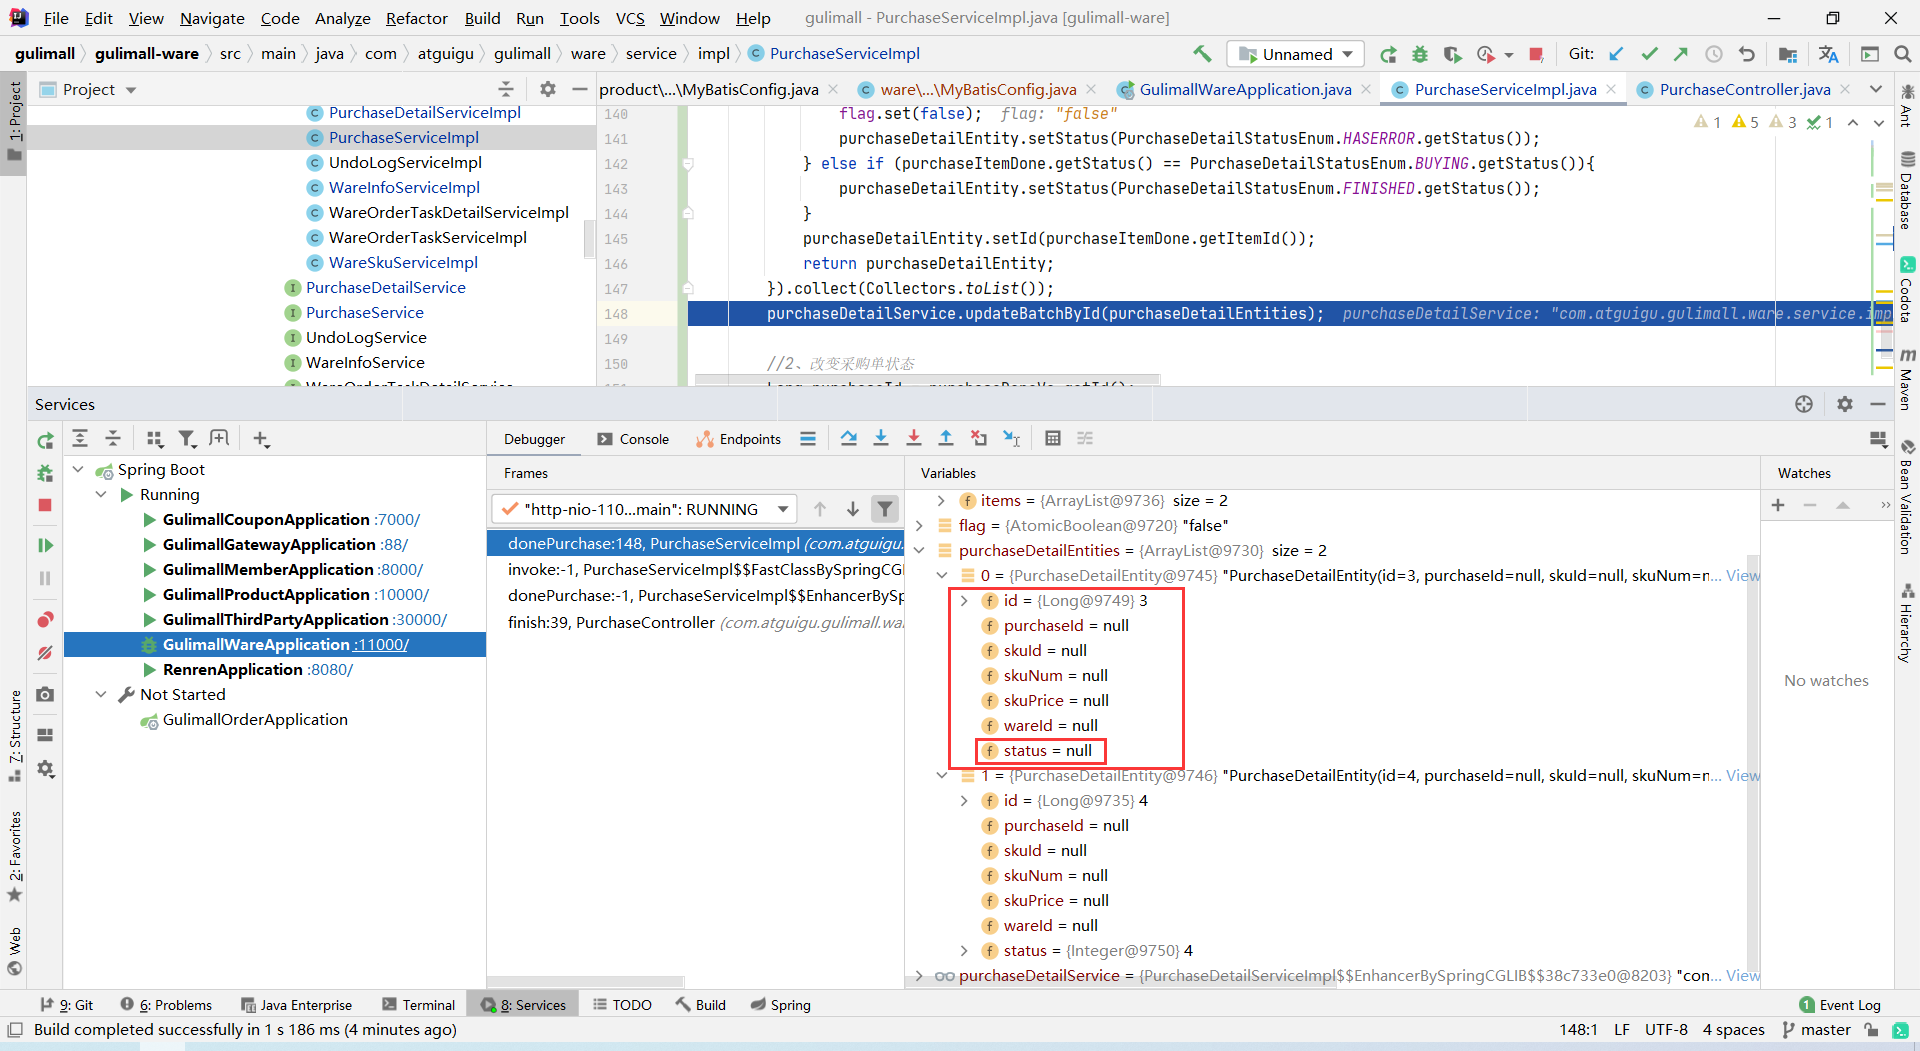 File Edit View Navigate Code Analyze Refactor Build Run Tools VCS Window Help gulimall - PurchaseServiceImpl.java [gulimall-ware]
gulimall gulimall-ware src main java com atguigu gulimall ware service impl PurchaseServiceImpl Unnamed Git:
Project product\...\MyBatisConfig.java ware\...\MyBatisConfig.java GulimallWareApplication.java PurchaseServiceImpl.java PurchaseController.java
1: Project
PurchaseDetailServiceImpl
PurchaseServiceImpl
UndoLogServiceImpl
WareInfoServiceImpl
WareOrderTaskDetailServiceImpl
WareOrderTaskServiceImpl
WareSkuServiceImpl
PurchaseDetailService
PurchaseService
UndoLogService
WareInfoService
WareOrderTaskDetailService
140 flag.set(false); flag: "false"
1 5 3 1
141 purchaseDetailEntity.setStatus(PurchaseDetailStatusEnum.HASERROR.getStatus());
142 } else if (purchaseItemDone.getStatus() == PurchaseDetailStatusEnum.BUYING.getStatus()){
143 purchaseDetailEntity.setStatus(PurchaseDetailStatusEnum.FINISHED.getStatus());
144 }
145 purchaseDetailEntity.setId(purchaseItemDone.getItemId());
146 return purchaseDetailEntity;
147 }).collect(Collectors.toList());
148 purchaseDetailService.updateBatchById(purchaseDetailEntities); purchaseDetailService: "com.atguigu.gulimall.ware.service.imp
149
150 //2、改变采购单状态
Ant
Database
Codota
Maven
Bean Validation
Hierarchy
Services
Spring Boot
Running
GulimallCouponApplication :7000/
GulimallGatewayApplication :88/
GulimallMemberApplication :8000/
GulimallProductApplication :10000/
GulimallThirdPartyApplication :30000/
GulimallWareApplication :11000/
RenrenApplication :8080/
Not Started
GulimallOrderApplication
Debugger Console Endpoints
Frames
"http-nio-110...main": RUNNING
donePurchase:148, PurchaseServiceImpl (com.atguigu.
invoke:-1, PurchaseServiceImpl$$FastClassBySpringCGI
donePurchase:-1, PurchaseServiceImpl$$EnhancerBySp
finish:39, PurchaseController (com.atguigu.gulimall.wa
Variables
items = {ArrayList@9736} size = 2
flag = {AtomicBoolean@9720} "false"
purchaseDetailEntities = {ArrayList@9730} size = 2
0 = {PurchaseDetailEntity@9745} "PurchaseDetailEntity(id=3, purchaseId=null, skuId=null, skuNum=n... View
id = {Long@9749} 3
purchaseId = null
skuId = null
skuNum = null
skuPrice = null
wareId = null
status = null
1 = {PurchaseDetailEntity@9746} "PurchaseDetailEntity(id=4, purchaseId=null, skuId=null, skuNum=n... View
id = {Long@9735} 4
purchaseId = null
skuId = null
skuNum = null
skuPrice = null
wareId = null
status = {Integer@9750} 4
purchaseDetailService = {PurchaseDetailServiceImpl$$EnhancerBySpringCGLIB$$38c733e0@8203} "con... View
Watches
No watches
7: Structure
2: Favorites
Web
9: Git 6: Problems Java Enterprise Terminal 8: Services TODO Build Spring 1 Event Log
Build completed successfully in 1 s 186 ms (4 minutes ago) 148:1 LF UTF-8 4 spaces master